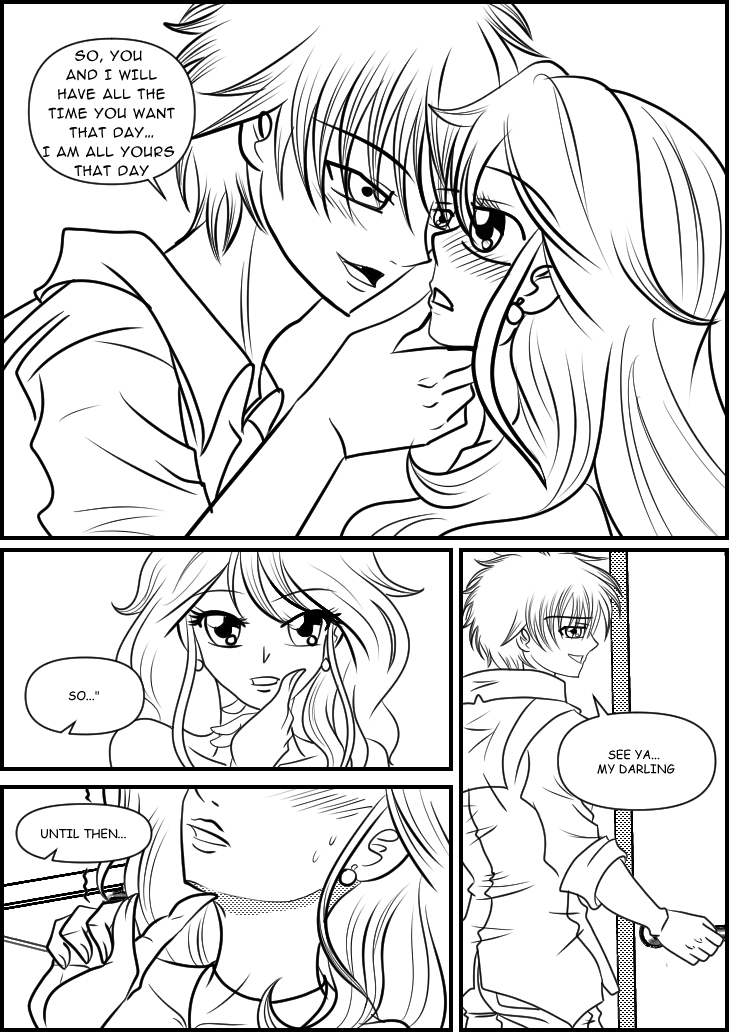 SO, YOU
AND I WILL
HAVE ALL THE
TIME YOU WANT
THAT DAY...
I AM ALL YOURS
THAT DAY
SO..."
UNTIL THEN...
SEE YA...
MY DARLING